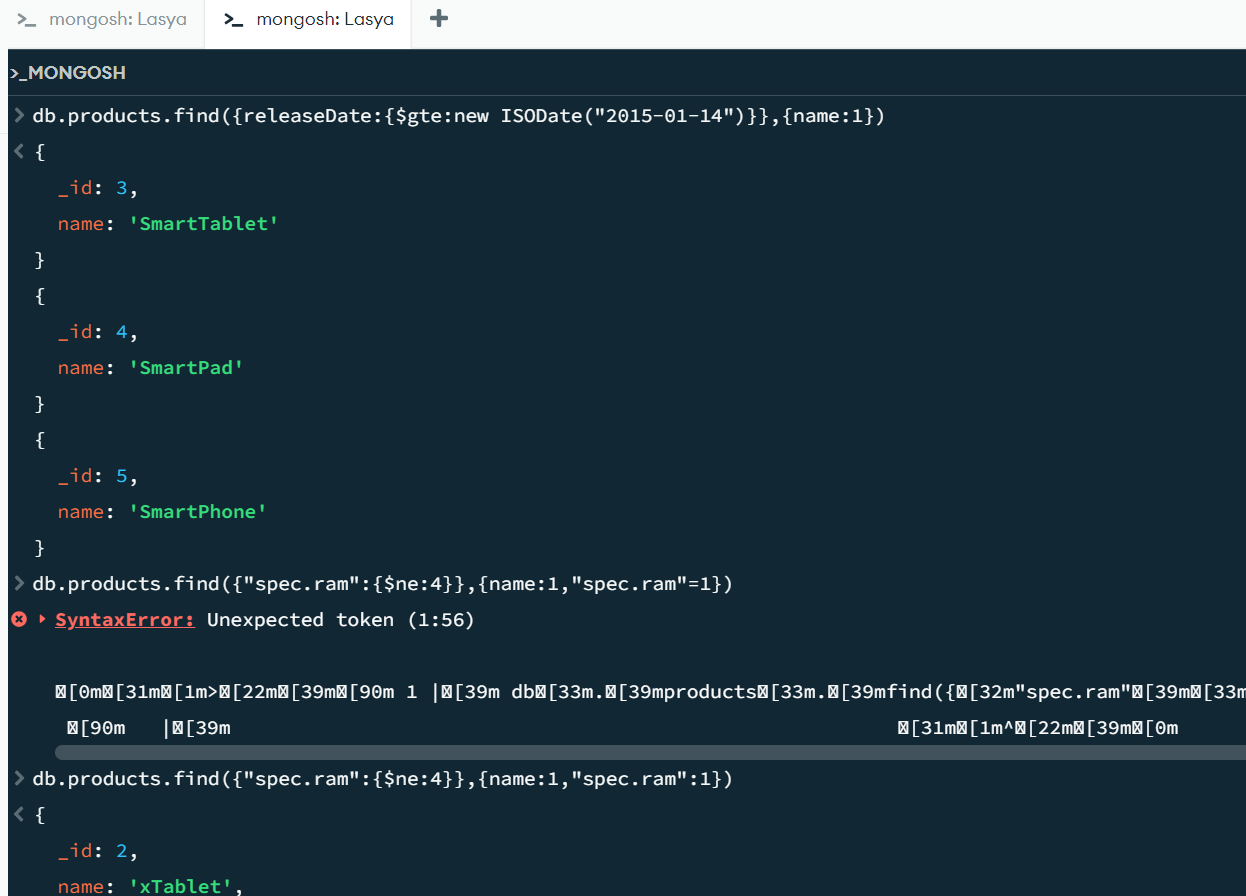 >_ mongosh: Lasya >_ mongosh: Lasya +
>_MONGOSH
> db.products.find({releaseDate:{$gte:new ISODate("2015-01-14")}},{name:1})
< {
_id: 3,
name: 'SmartTablet'
}
{
_id: 4,
name: 'SmartPad'
}
{
_id: 5,
name: 'SmartPhone'
}
> db.products.find({"spec.ram":{$ne:4}},{name:1,"spec.ram"=1})
SyntaxError: Unexpected token (1:56)
[0m[31m[1m>[22m[39m[90m 1 |[39m db[33m.[39mproducts[33m.[39mfind({[32m"spec.ram"[39m[33m
[90m |[39m [31m[1m^[22m[39m[0m
> db.products.find({"spec.ram":{$ne:4}},{name:1,"spec.ram":1})
< {
_id: 2,
name: 'xTablet',